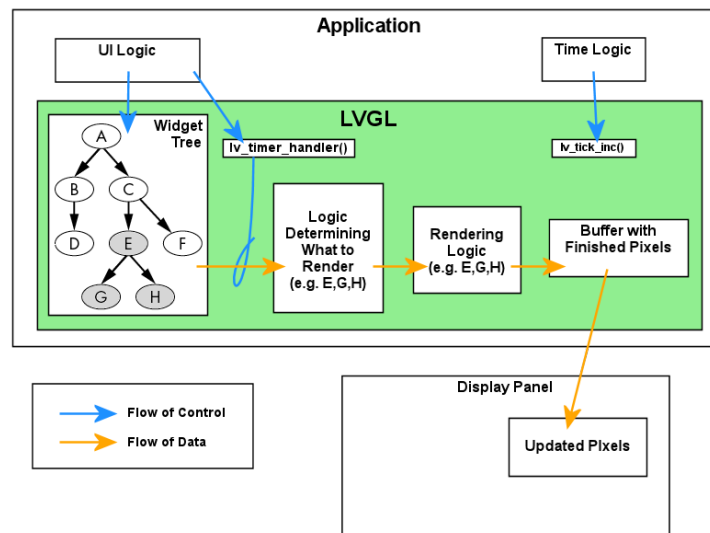 Application
UI Logic
Time Logic
LVGL
Widget
Tree
A
B
C
D
E
F
G
H
lv_timer_handler()
lv_tick_inc()
Logic
Determining
What to
Render
(e.g. E,G,H)
Rendering
Logic
(e.g. E,G,H)
Buffer with
Finished Pixels
Flow of Control
Flow of Data
Display Panel
Updated Pixels